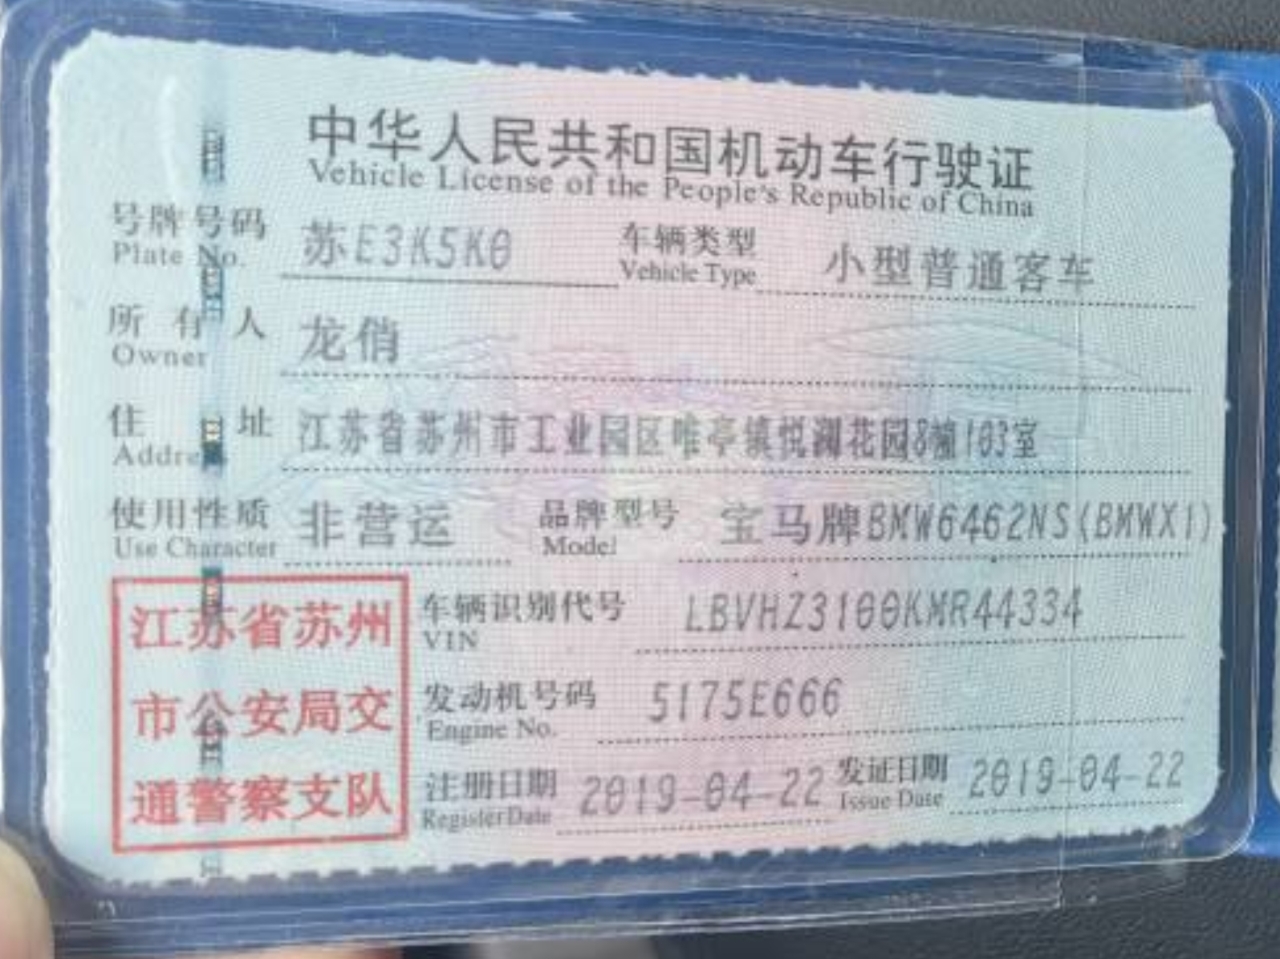 中华人民共和国机动车行驶证
Vehicle License of the People's Republic of China
号牌号码 苏E3K5K0 车辆类型 小型普通客车
Plate No. Vehicle Type
所有人 龙俏
Owner
住址 江苏省苏州市工业园区唯亭镇悦澜花园8幢103室
Address
使用性质 非营运 品牌型号 宝马牌BMW6462NS(BMWX1)
Use Character Model
江苏省苏州
市公安局交
通警察支队
车辆识别代号 LBVHZ3100KMR44334
VIN
发动机号码 5175E666
Engine No.
注册日期 2019-04-22 发证日期 2019-04-22
Register Date Issue Date